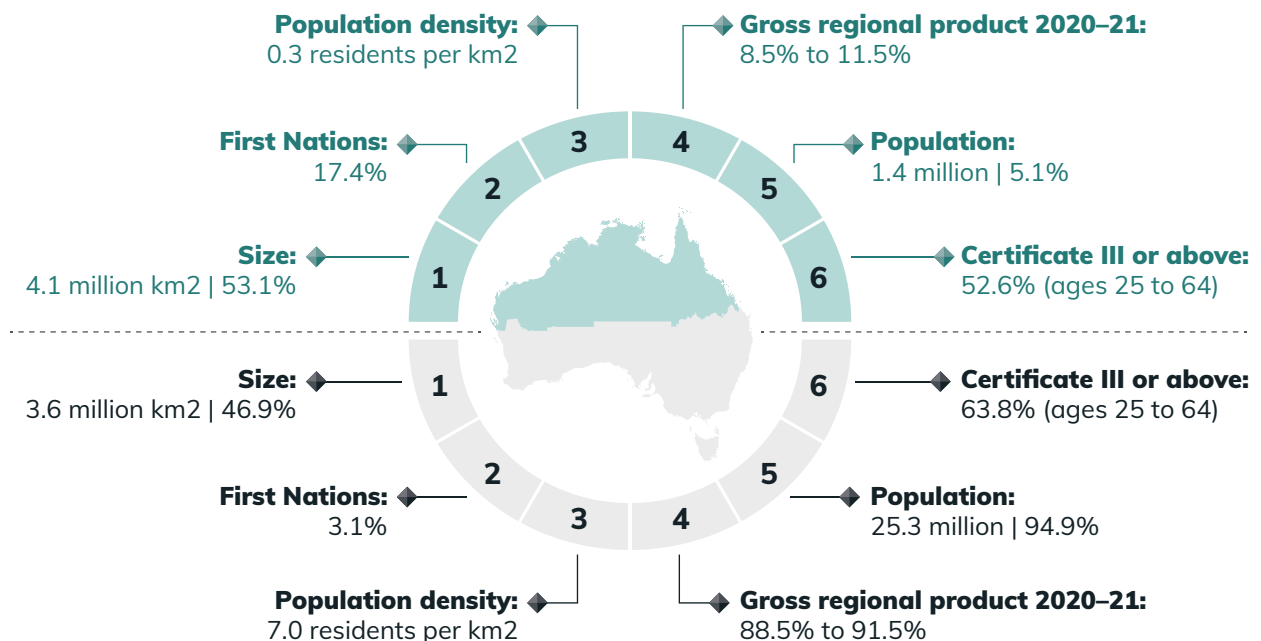 Population density:
0.3 residents per km2
Gross regional product 2020–21:
8.5% to 11.5%
First Nations:
17.4%
Population:
1.4 million | 5.1%
Size:
4.1 million km2 | 53.1%
Certificate III or above:
52.6% (ages 25 to 64)
1
2
3
4
5
6
Size:
3.6 million km2 | 46.9%
Certificate III or above:
63.8% (ages 25 to 64)
First Nations:
3.1%
Population:
25.3 million | 94.9%
Population density:
7.0 residents per km2
Gross regional product 2020–21:
88.5% to 91.5%
1
2
3
4
5
6